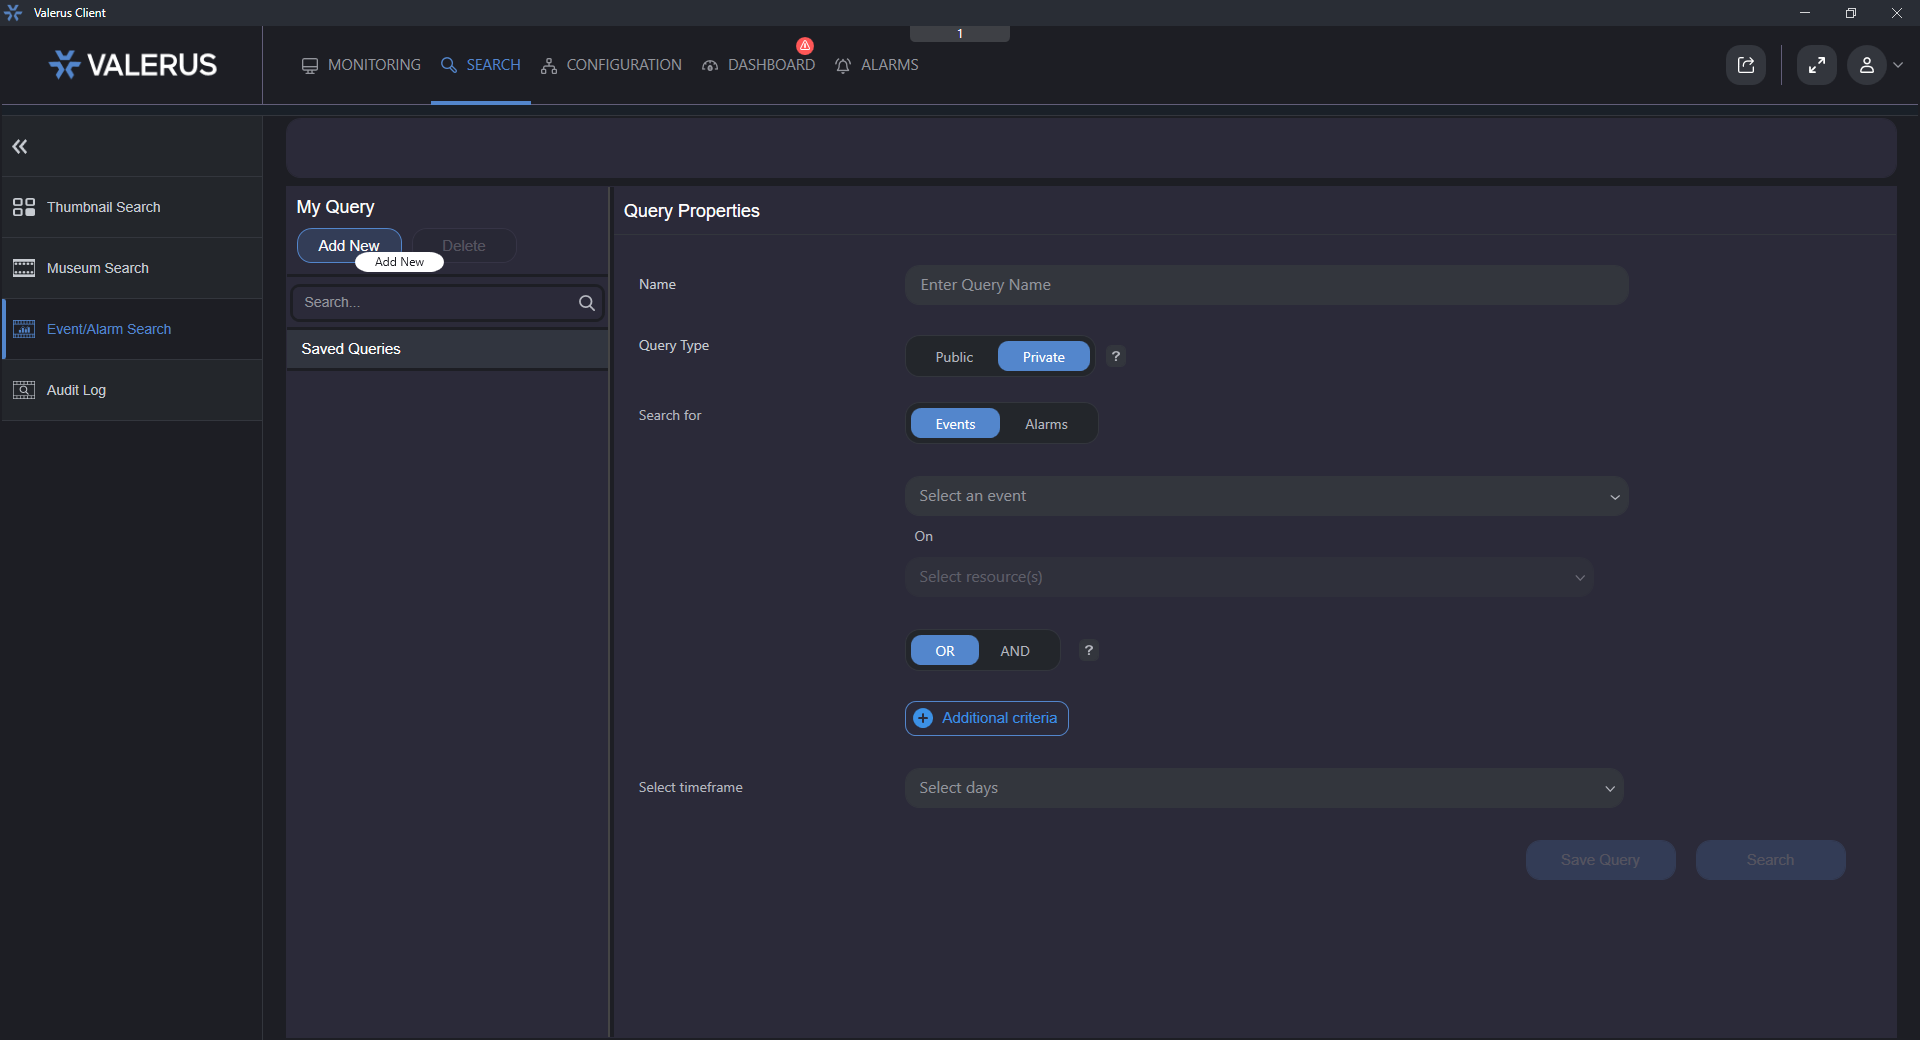 Valerus Client
1
VALERUS
MONITORING
SEARCH
CONFIGURATION
DASHBOARD
ALARMS
Thumbnail Search
Museum Search
Event/Alarm Search
Audit Log
My Query
Add New
Delete
Add New
Search...
Saved Queries
Query Properties
Name
Enter Query Name
Query Type
Public
Private
?
Search for
Events
Alarms
Select an event
On
Select resource(s)
OR
AND
?
Additional criteria
Select timeframe
Select days
Save Query
Search